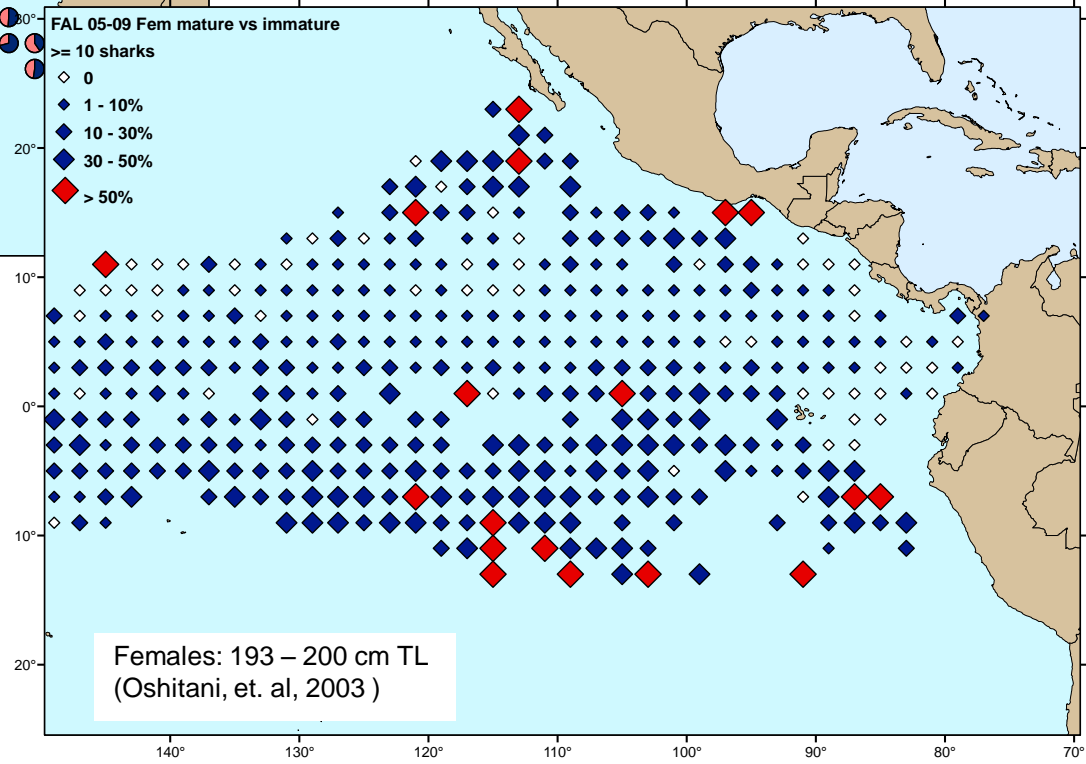 FAL 05-09 Fem mature vs immature
>= 10 sharks
0
1 - 10%
10 - 30%
30 - 50%
> 50%
30°
20°
10°
0°
10°
20°
Females: 193 – 200 cm TL
(Oshitani, et. al, 2003 )
140° 130° 120° 110° 100° 90° 80° 70°